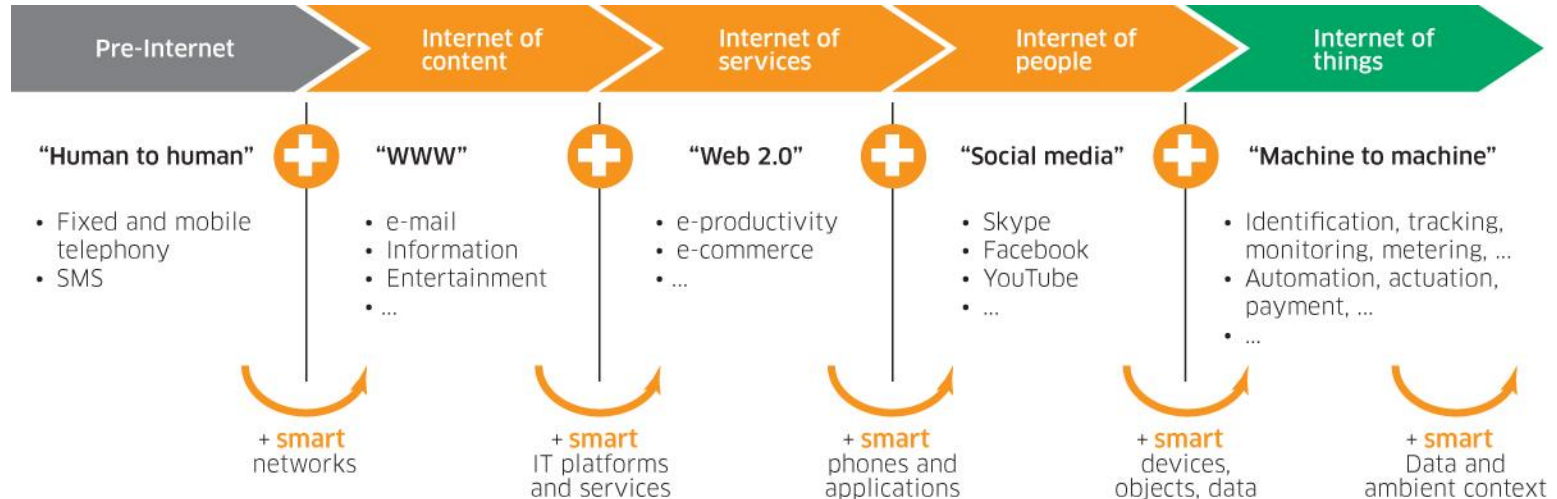 Pre-Internet
Internet of
content
Internet of
services
Internet of
people
Internet of
things
“Human to human”
• Fixed and mobile
telephony
• SMS
“WWW”
• e-mail
• Information
• Entertainment
• ...
“Web 2.0”
• e-productivity
• e-commerce
• ...
“Social media”
• Skype
• Facebook
• YouTube
• ...
“Machine to machine”
• Identification, tracking,
monitoring, metering, ...
• Automation, actuation,
payment, ...
• ...
+ smart
networks
+ smart
IT platforms
and services
+ smart
phones and
applications
+ smart
devices,
objects, data
+ smart
Data and
ambient context